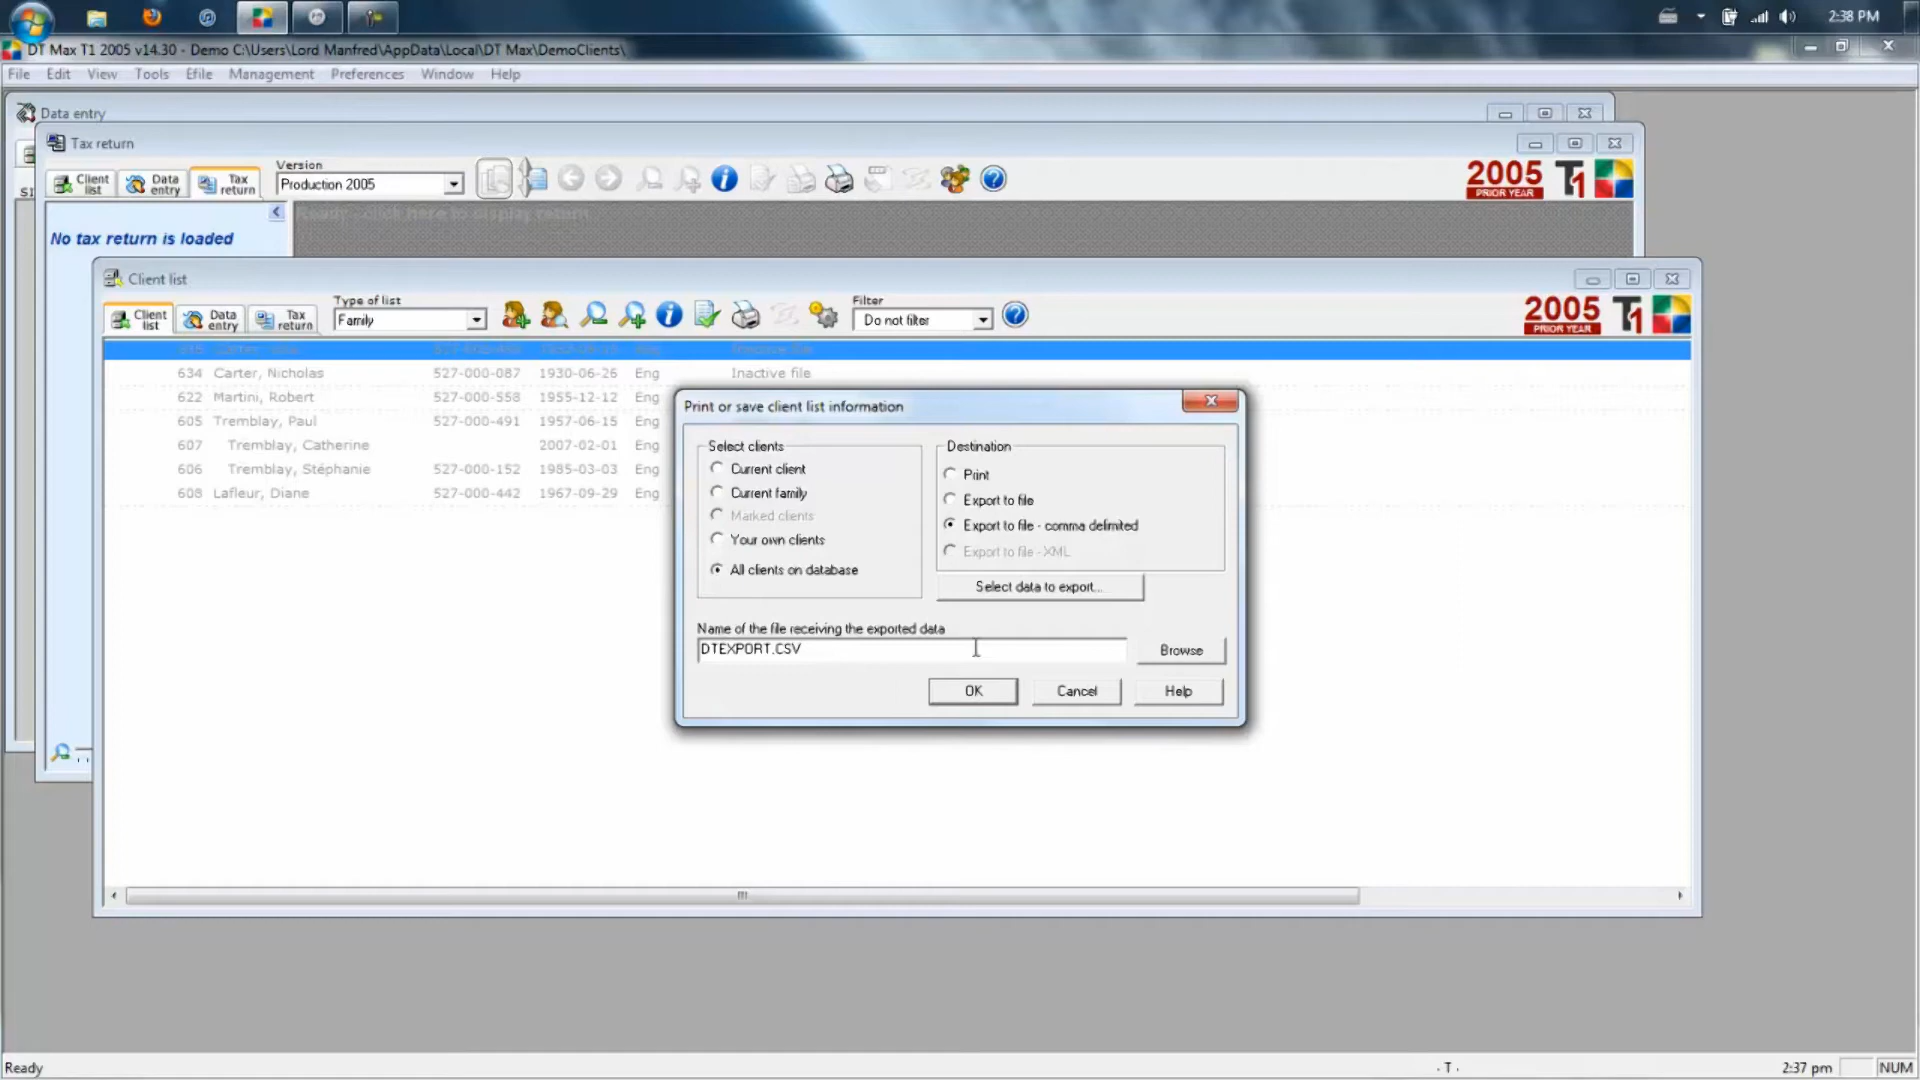 2:38 PM
DT Max T1 2005 v14.30 - Demo C:\Users\Lord Manfred\AppData\Local\DT Max\DemoClients\
File Edit View Tools Efile Management Preferences Window Help
Data entry
Tax return
Version
Client list
Data entry
Tax return
Production 2005
2005 PRIOR YEAR T1
Ready - click here to display return
No tax return is loaded
Client list
Type of list
Filter
Client list
Data entry
Tax return
Family
Do not filter
2005 PRIOR YEAR T1
634 Carter, Nicholas 527-000-087 1930-06-26 Eng Inactive file
622 Martini, Robert 527-000-558 1955-12-12 Eng
605 Tremblay, Paul 527-000-491 1957-06-15 Eng
607 Tremblay, Catherine 2007-02-01 Eng
606 Tremblay, Stéphanie 527-000-152 1985-03-03 Eng
608 Lafleur, Diane 527-000-442 1967-09-29 Eng
Print or save client list information
Select clients
Current client
Current family
Marked clients
Your own clients
All clients on database
Destination
Print
Export to file
Export to file - comma delimited
Export to file - XML
Select data to export...
Name of the file receiving the exported data
DTEXPORT.CSV
Browse
OK Cancel Help
Ready
- T -
2:37 pm
NUM